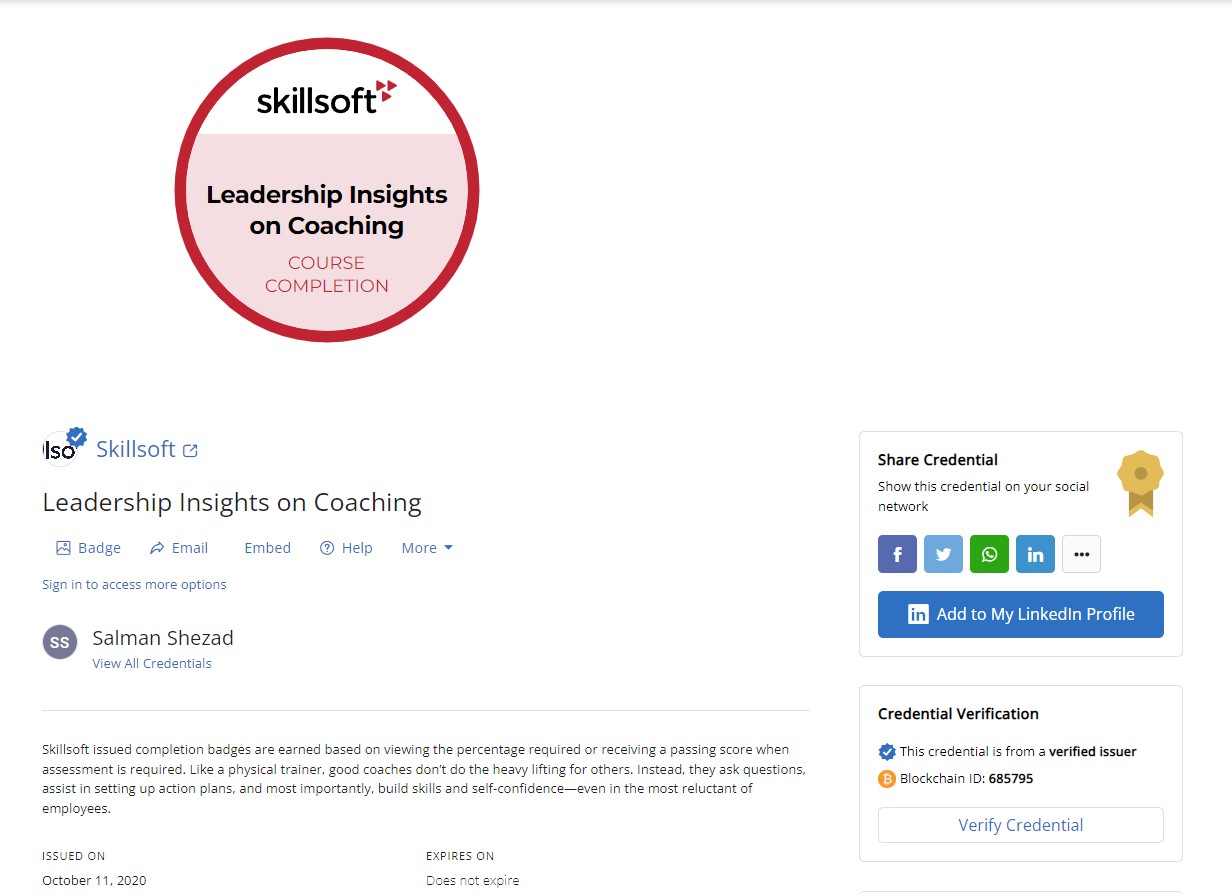 skillsoft
Leadership Insights
on Coaching
COURSE
COMPLETION
lso
Skillsoft
Leadership Insights on Coaching
Badge Email Embed Help More
Sign in to access more options
SS
Salman Shezad
View All Credentials
Skillsoft issued completion badges are earned based on viewing the percentage required or receiving a passing score when
assessment is required. Like a physical trainer, good coaches don't do the heavy lifting for others. Instead, they ask questions,
assist in setting up action plans, and most importantly, build skills and self-confidence—even in the most reluctant of
employees.
ISSUED ON
October 11, 2020
EXPIRES ON
Does not expire
Share Credential
Show this credential on your social
network
Add to My LinkedIn Profile
Credential Verification
This credential is from a verified issuer
Blockchain ID: 685795
Verify Credential